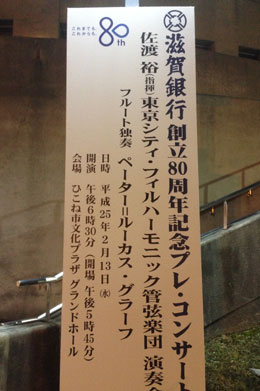 これまでも、
これからも。
80th
滋賀銀行 創立80周年記念プレ・コンサート
佐渡 裕(指揮)東京シティ・フィルハーモニック管弦楽団 演奏会
フルート独奏 ペーター=ルーカス・グラーフ
日時 平成25年2月13日(水)
開演 午後6時30分(開場 午後5時45分)
会場 ひこね市文化プラザ グランドホール